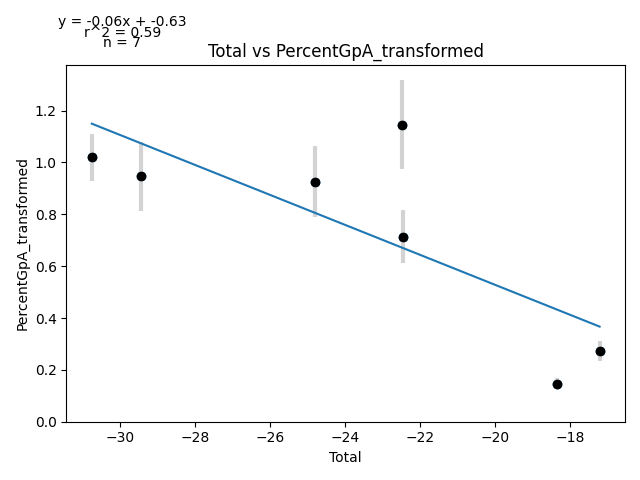 y = -0.06x + -0.63
r^2 = 0.59
n = 7
Total vs PercentGpA_transformed
PercentGpA_transformed
1.2
1.0
0.8
0.6
0.4
0.2
0.0
−30 −28 −26 −24 −22 −20 −18
Total